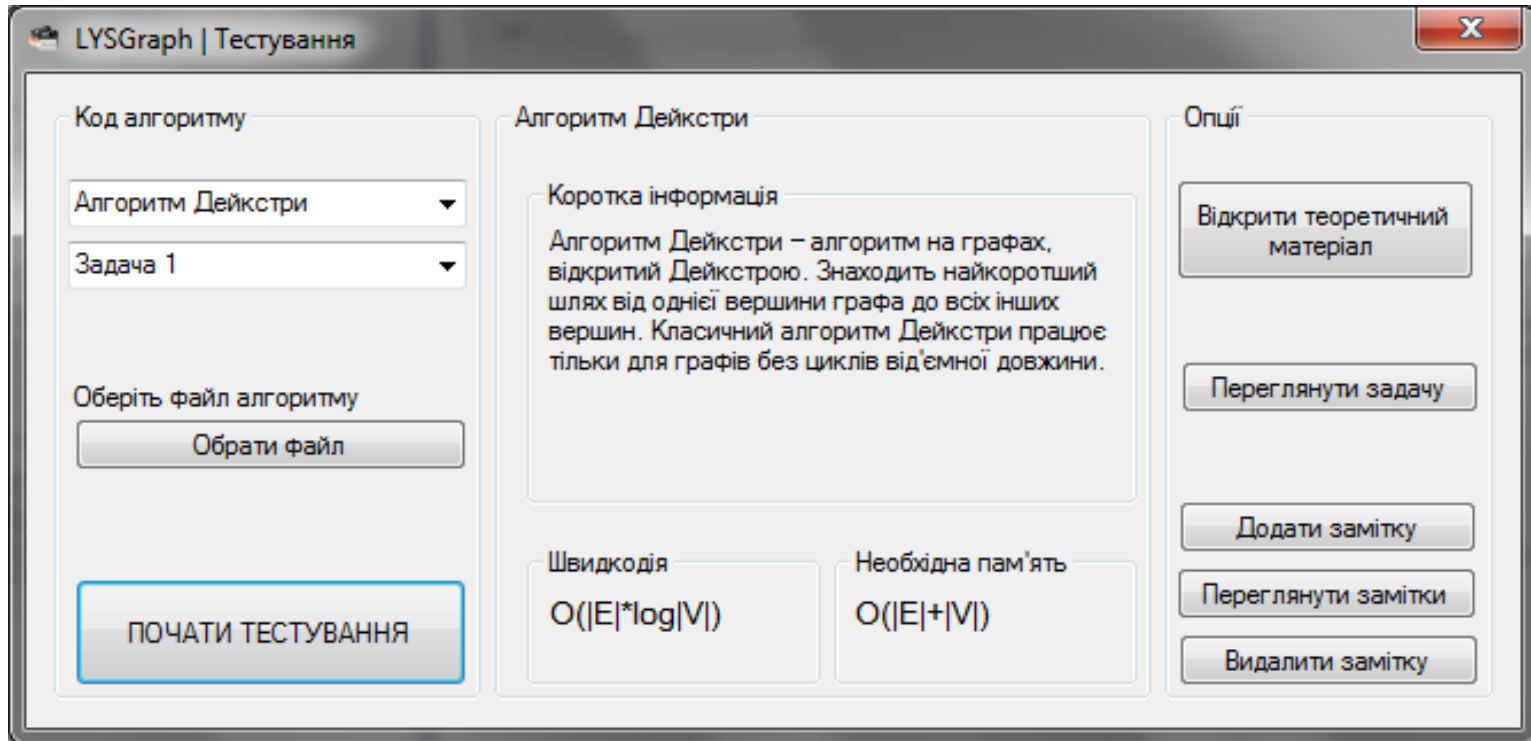 LYSGraph | Тестування
Код алгоритму
Алгоритм Дейкстри
Задача 1
Оберіть файл алгоритму
Обрати файл
ПОЧАТИ ТЕСТУВАННЯ
Алгоритм Дейкстри
Коротка інформація
Алгоритм Дейкстри – алгоритм на графах,
відкритий Дейкстрою. Знаходить найкоротший
шлях від однієї вершини графа до всіх інших
вершин. Класичний алгоритм Дейкстри працює
тільки для графів без циклів від'ємної довжини.
Швидкодія
O(|E|*log|V|)
Необхідна пам'ять
O(|E|+|V|)
Опції
Відкрити теоретичний
матеріал
Переглянути задачу
Додати замітку
Переглянути замітки
Видалити замітку